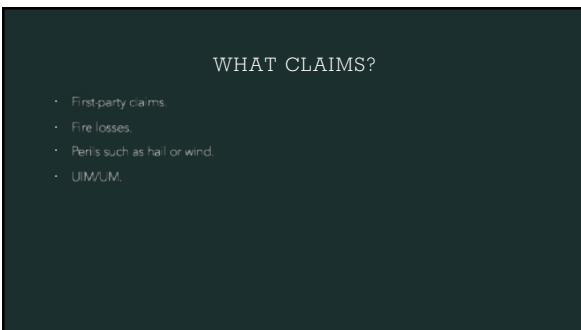 WHAT CLAIMS?
· First-party claims.
· Fire losses.
· Perils such as hail or wind.
· UIM/UM.